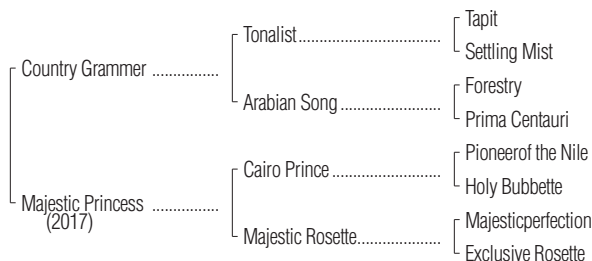 Tapit
Tonalist
Settling Mist
Country Grammer
Forestry
Arabian Song
Prima Centauri
Pioneerof the Nile
Cairo Prince
Holy Bubbette
Majestic Princess
(2017)
Majesticperfection
Majestic Rosette
Exclusive Rosette